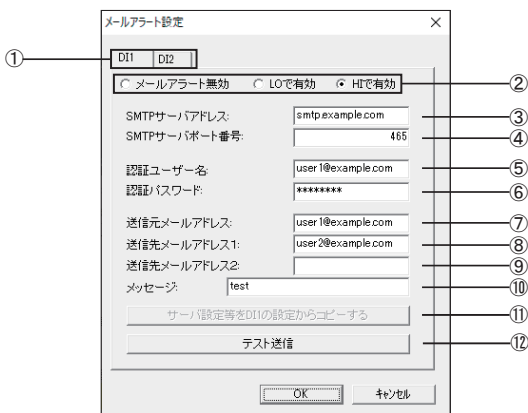 メールアラート設定
①
DI1 DI2
メールアラート無効 LOで有効 HIで有効 ②
SMTPサーバアドレス: smtp.example.com ③
SMTPサーバポート番号: 465 ④
認証ユーザー名: user1@example.com ⑤
認証パスワード: ******** ⑥
送信元メールアドレス: user1@example.com ⑦
送信先メールアドレス1: user2@example.com ⑧
送信先メールアドレス2: ⑨
メッセージ: test ⑩
サーバ設定等をDI1の設定からコピーする ⑪
テスト送信 ⑫
OK キャンセル